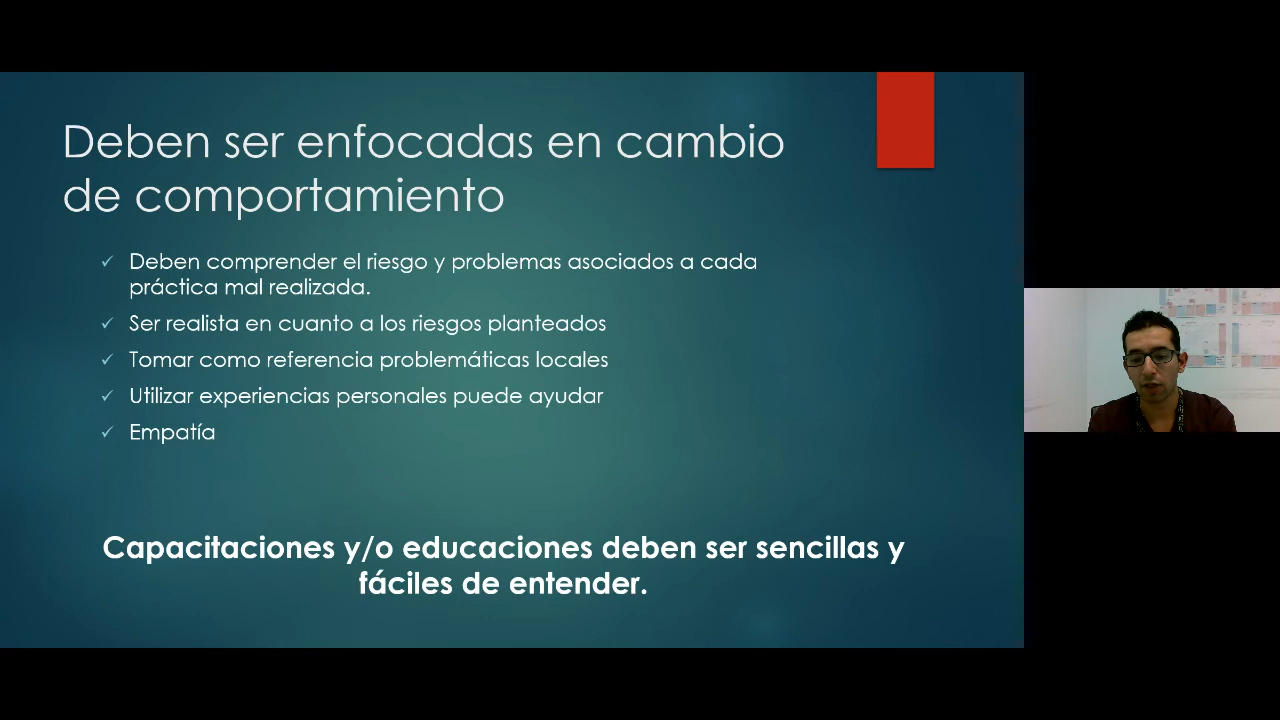 Deben ser enfocadas en cambio
de comportamiento
Deben comprender el riesgo y problemas asociados a cada
práctica mal realizada.
Ser realista en cuanto a los riesgos planteados
Tomar como referencia problemáticas locales
Utilizar experiencias personales puede ayudar
Empatía
Capacitaciones y/o educaciones deben ser sencillas y
fáciles de entender.